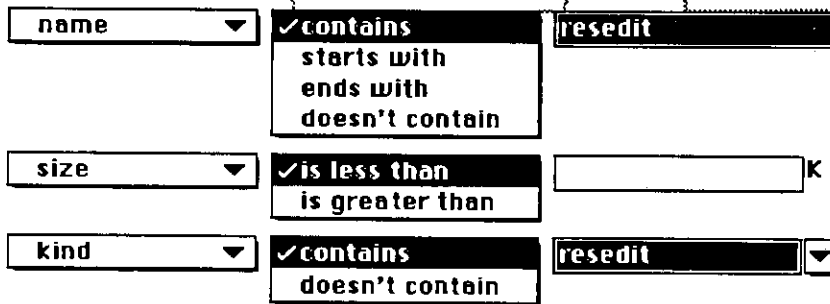 name ✓contains resedit
starts with
ends with
doesn't contain
size ✓is less than K
is greater than
kind ✓contains resedit
doesn't contain